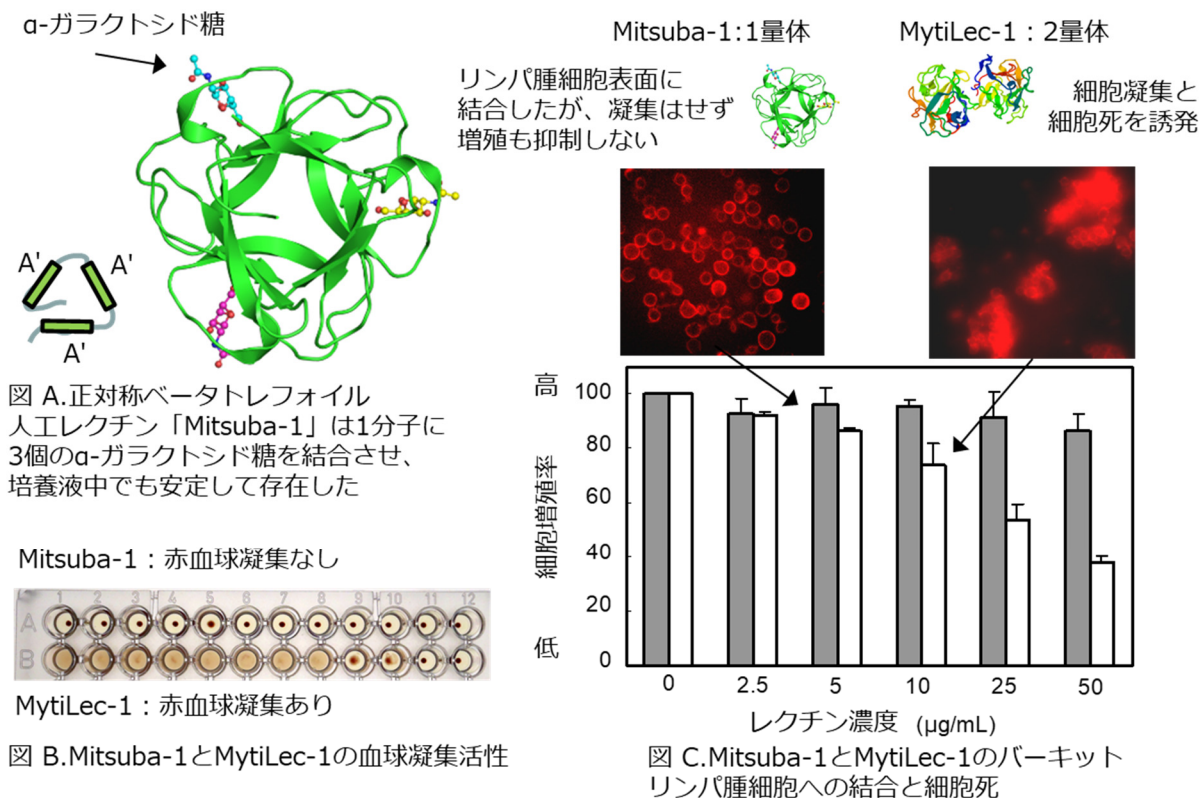 α-ガラクトシド糖
A'
A'
A'
図 A.正対称ベータトレフォイル
人工レクチン「Mitsuba-1」は1分子に
3個のα-ガラクトシド糖を結合させ、
培養液中でも安定して存在した
Mitsuba-1：赤血球凝集なし
1 2 3 4 5 6 7 8 9 10 11 12
A
B
MytiLec-1：赤血球凝集あり
図 B.Mitsuba-1とMytiLec-1の血球凝集活性
Mitsuba-1:1量体
リンパ腫細胞表面に
結合したが、凝集はせず
増殖も抑制しない
MytiLec-1：2量体
細胞凝集と
細胞死を誘発
高
細胞増殖率
低
100
80
60
40
20
0
0 2.5 5 10 25 50
レクチン濃度 (μg/mL)
図 C.Mitsuba-1とMytiLec-1のバーキット
リンパ腫細胞への結合と細胞死